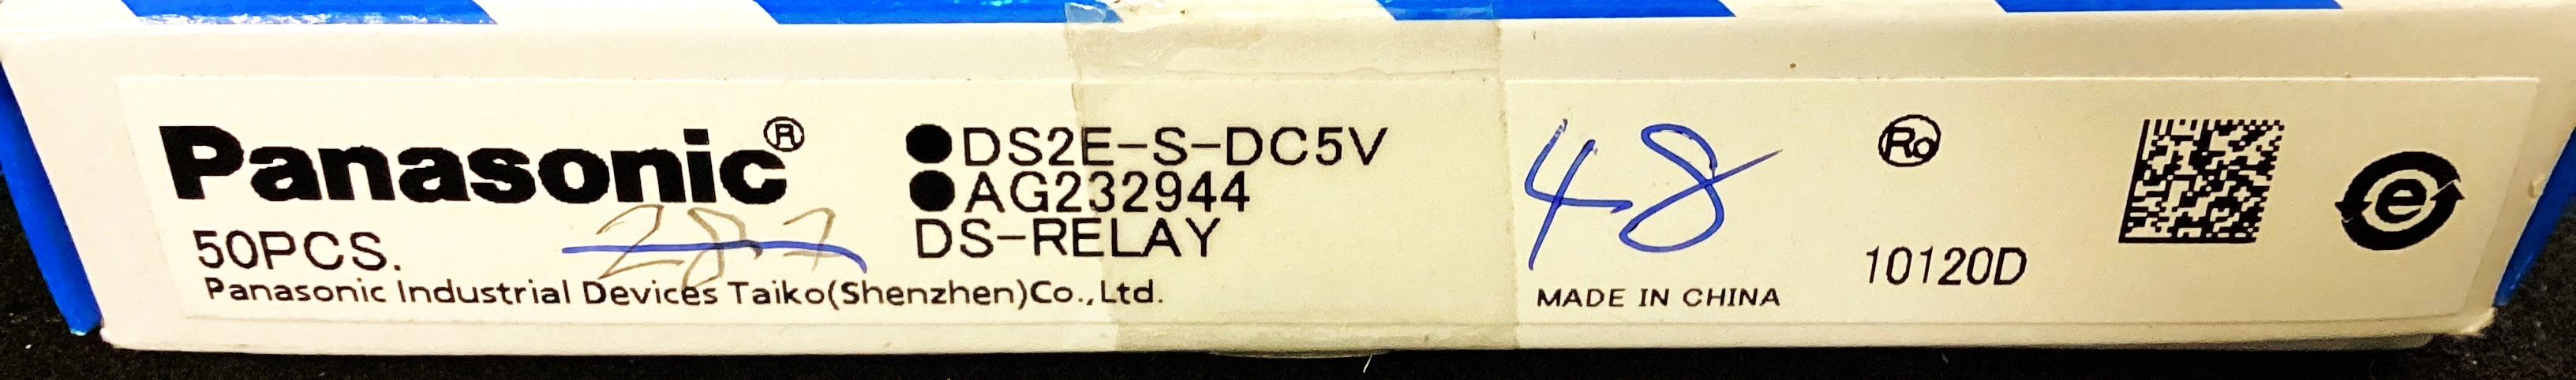 Panasonic®
●DS2E-S-DC5V
●AG232944
DS-RELAY
50PCS.
Panasonic Industrial Devices Taiko(Shenzhen)Co.,Ltd.
48
MADE IN CHINA
Ro
10120D
e